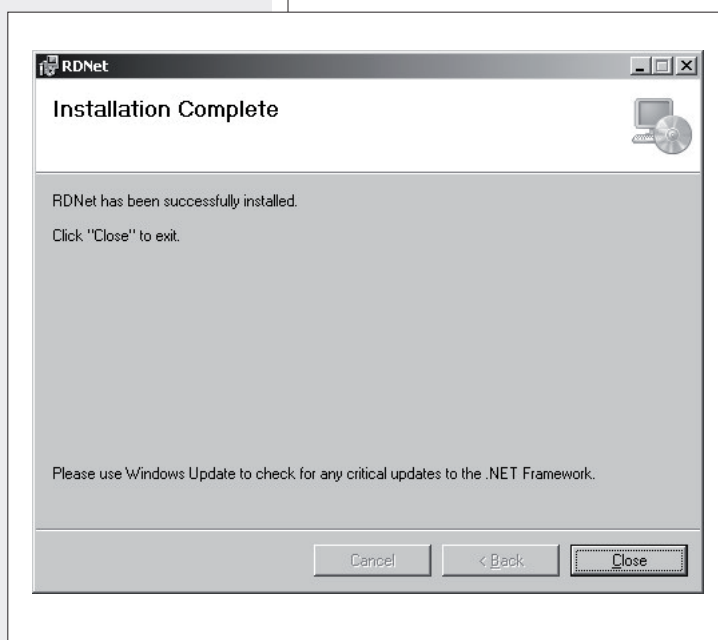 RDNet
Installation Complete
RDNet has been successfully installed.
Click "Close" to exit.
Please use Windows Update to check for any critical updates to the .NET Framework.
Cancel
< Back
Close